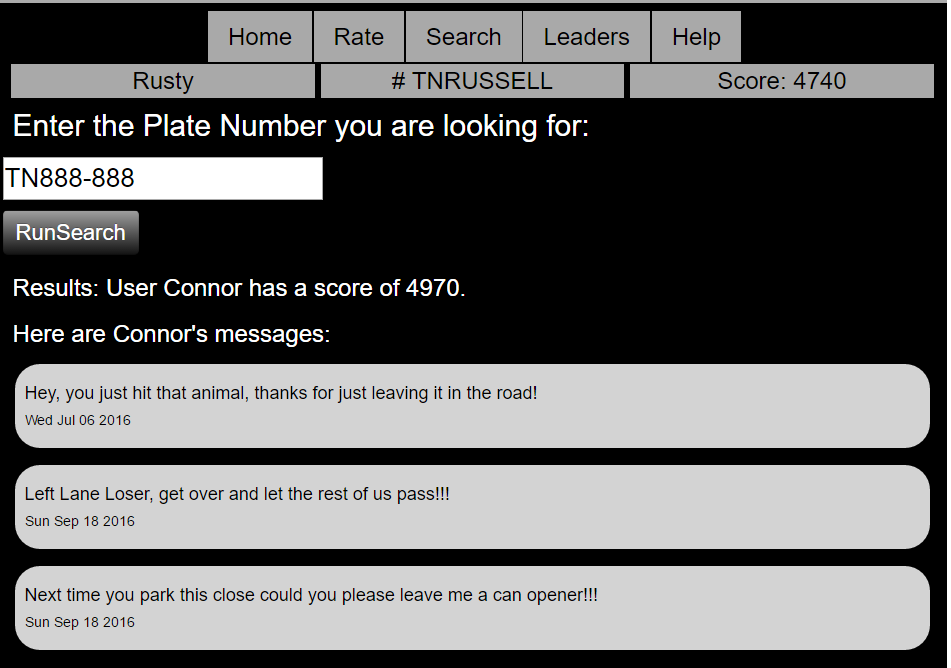 Home Rate Search Leaders Help
Rusty # TNRUSSELL Score: 4740
Enter the Plate Number you are looking for:
TN888-888
RunSearch
Results: User Connor has a score of 4970.
Here are Connor's messages:
Hey, you just hit that animal, thanks for just leaving it in the road!
Wed Jul 06 2016
Left Lane Loser, get over and let the rest of us pass!!!
Sun Sep 18 2016
Next time you park this close could you please leave me a can opener!!!
Sun Sep 18 2016